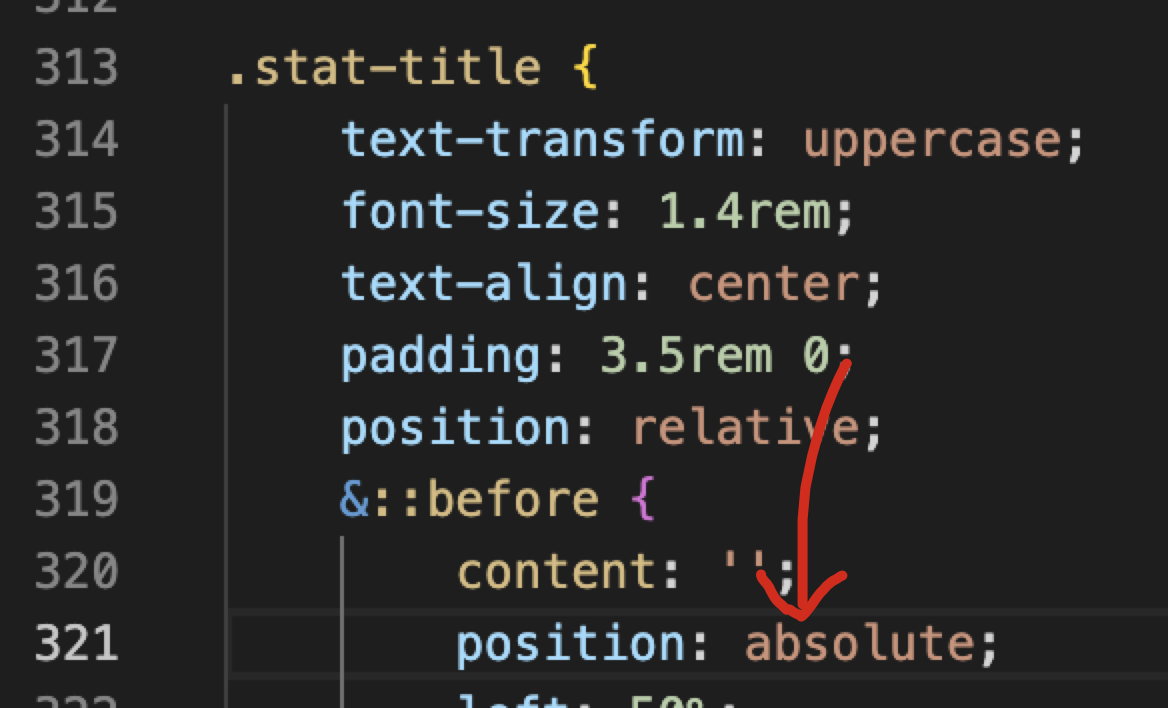 312
313 .stat-title {
314 text-transform: uppercase;
315 font-size: 1.4rem;
316 text-align: center;
317 padding: 3.5rem 0;
318 position: relative;
319 &::before {
320 content: '';
321 position: absolute;
322 left: 50%;